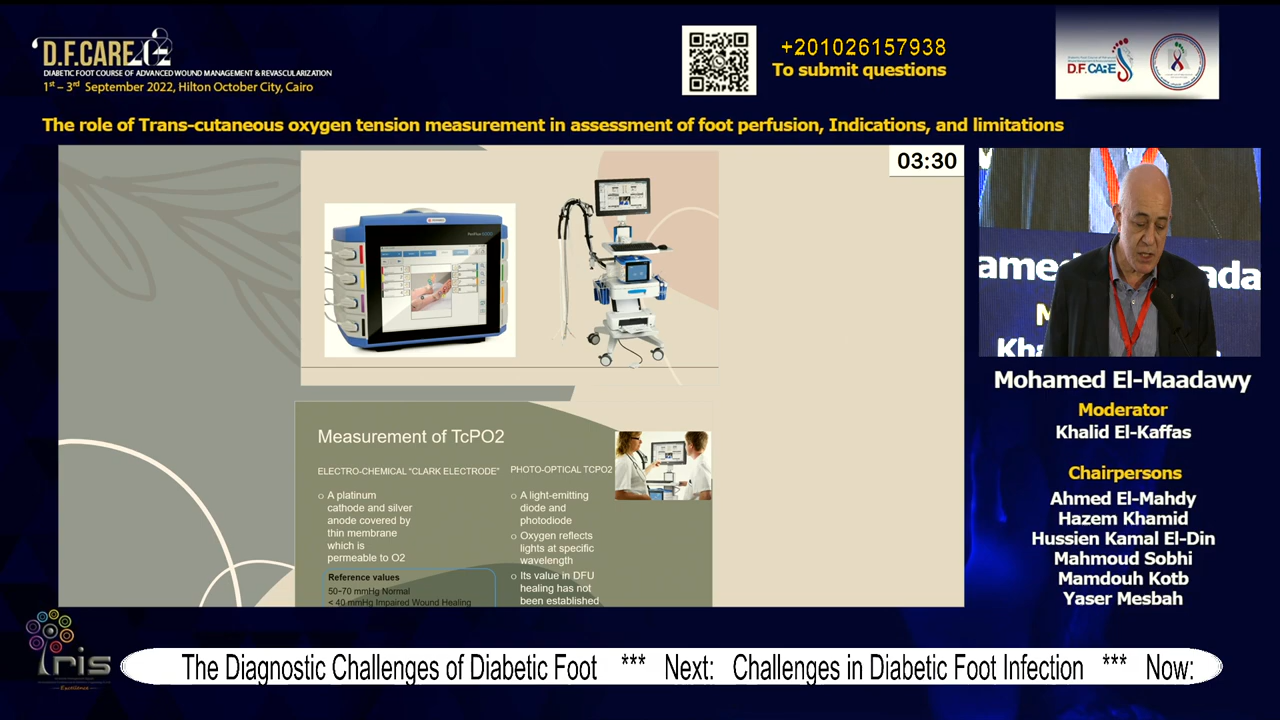 D.F.CARE
DIABETIC FOOT COURSE OF ADVANCED WOUND MANAGEMENT & REVASCULARIZATION
1st – 3rd September 2022, Hilton October City, Cairo
+201026157938
To submit questions
D.F.CARE
The role of Trans-cutaneous oxygen tension measurement in assessment of foot perfusion, Indications, and limitations
03:30
Measurement of TcPO2
ELECTRO-CHEMICAL “CLARK ELECTRODE”
o A platinum
cathode and silver
anode covered by
thin membrane
which is
permeable to O2
Reference values
50-70 mmHg Normal
< 40 mmHg Impaired Wound Healing
PHOTO-OPTICAL TCPO2
o A light-emitting
diode and
photodiode
o Oxygen reflects
lights at specific
wavelength
o Its value in DFU
healing has not
been established
Mohamed El-Maadawy
Moderator
Khalid El-Kaffas
Chairpersons
Ahmed El-Mahdy
Hazem Khamid
Hussien Kamal El-Din
Mahmoud Sobhi
Mamdouh Kotb
Yaser Mesbah
Iris
Excellence
The Diagnostic Challenges of Diabetic Foot *** Next: Challenges in Diabetic Foot Infection *** Now: